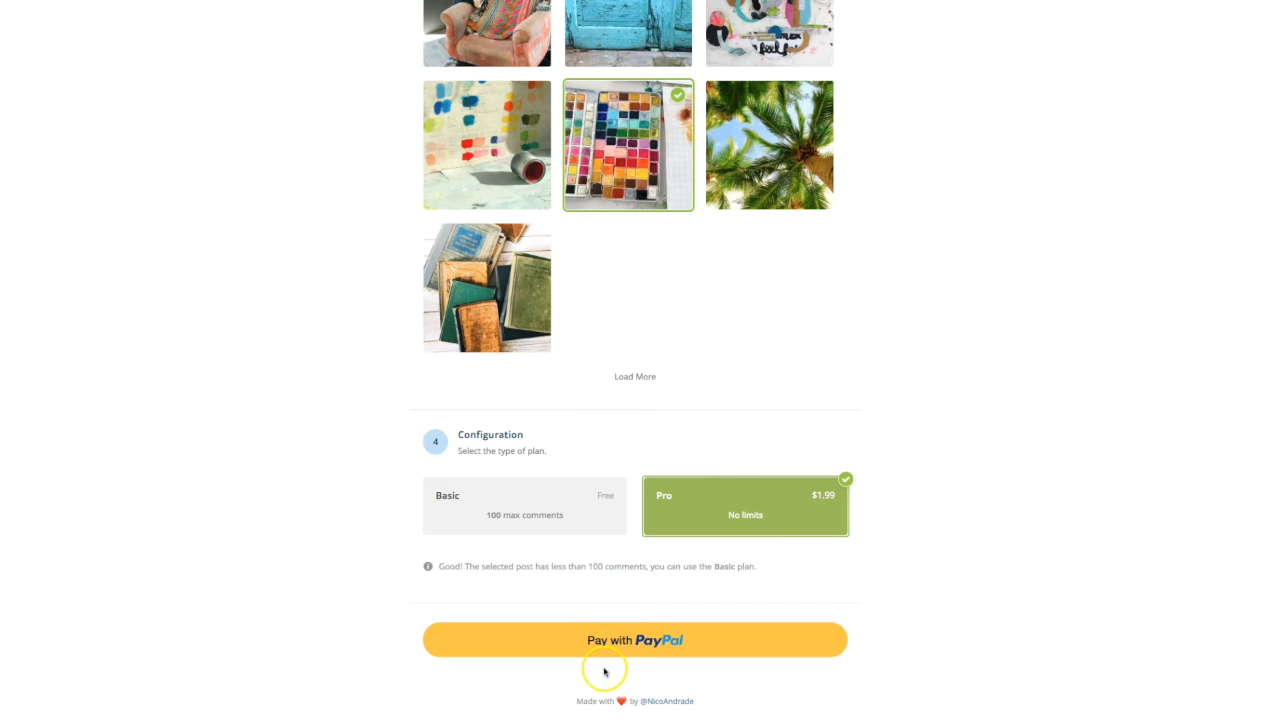 Load More
4
Configuration
Select the type of plan.
Basic Free
100 max comments
Pro $1.99
No limits
Good! The selected post has less than 100 comments, you can use the Basic plan.
Pay with PayPal
Made with ❤️ by @NicoAndrade